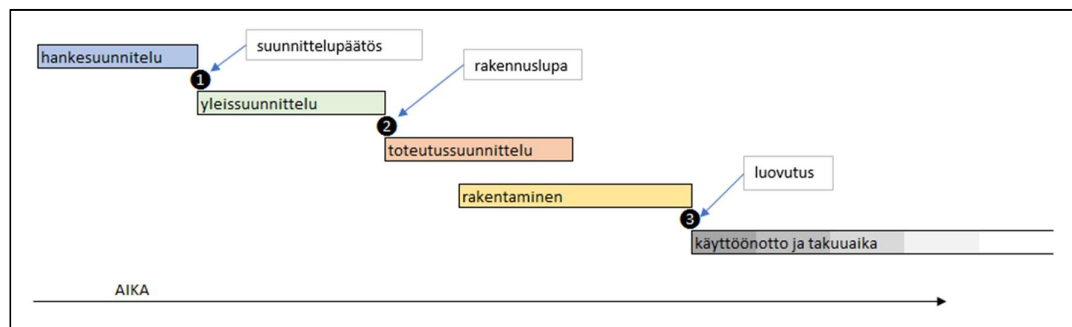 suunnittelupäätös
hankesuunnitelu
rakennuslupa
1
yleissuunnittelu
2
toteutussuunnittelu
luovutus
rakentaminen
3
käyttöönotto ja takuuaika
AIKA